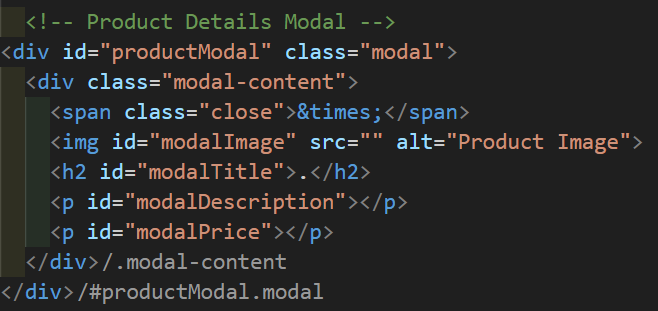 <!-- Product Details Modal -->
<div id="productModal" class="modal">
<div class="modal-content">
<span class="close">&times;</span>
<img id="modalImage" src="" alt="Product Image">
<h2 id="modalTitle">.</h2>
<p id="modalDescription"></p>
<p id="modalPrice"></p>
</div>/.modal-content
</div>/#productModal.modal